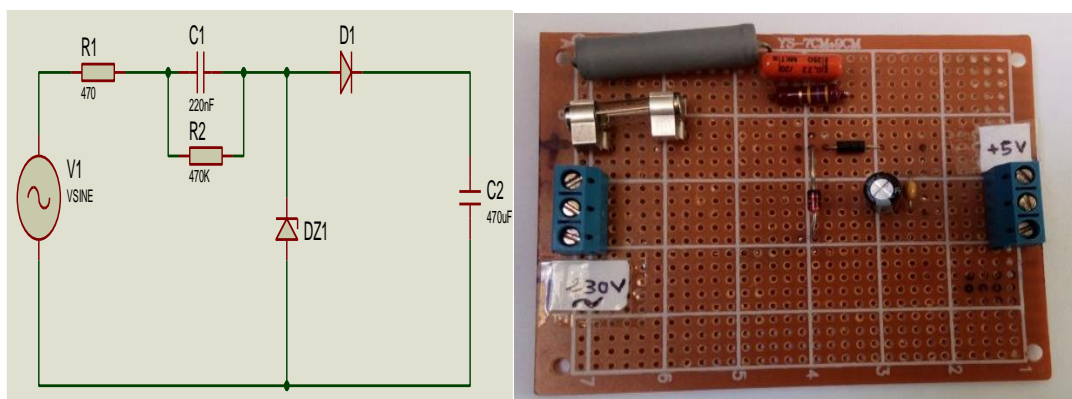 R1
470
C1
220nF
R2
470K
D1
V1
VSINE
DZ1
C2
470uF
YS-7CM×9CM
+5V
230V
7
6
5
4
3
2
1